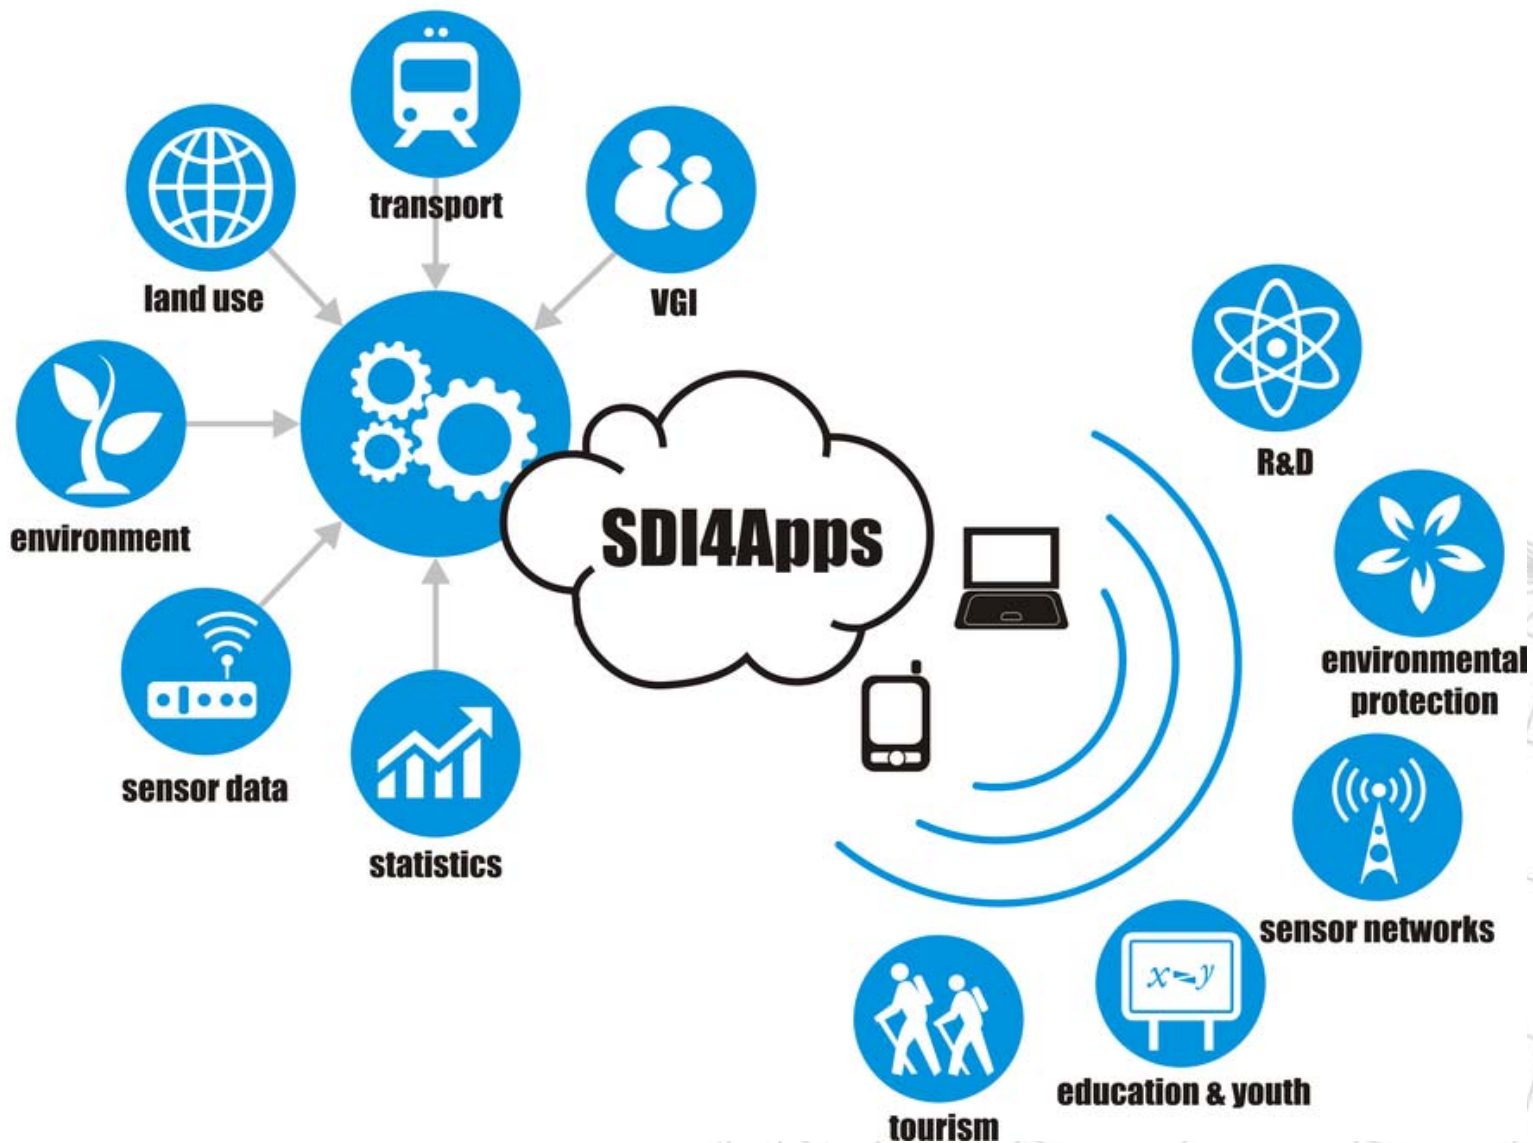 transport
land use
VGI
environment
SDI4Apps
R&D
environmental
protection
sensor data
statistics
sensor networks
x=y
education & youth
tourism